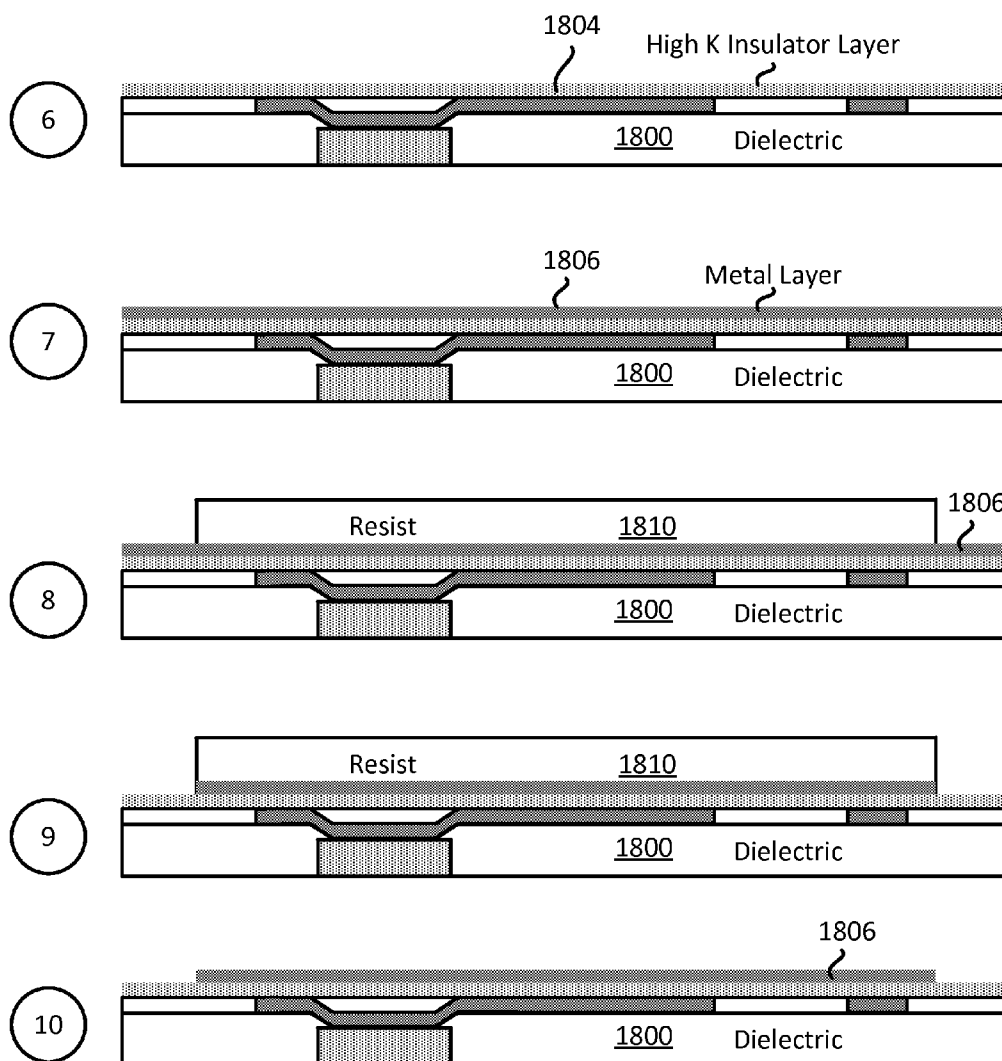 1804
High K Insulator Layer
6
1800 Dielectric
1806
Metal Layer
7
1800 Dielectric
1806
Resist 1810
8
1800 Dielectric
Resist 1810
9
1800 Dielectric
1806
10
1800 Dielectric